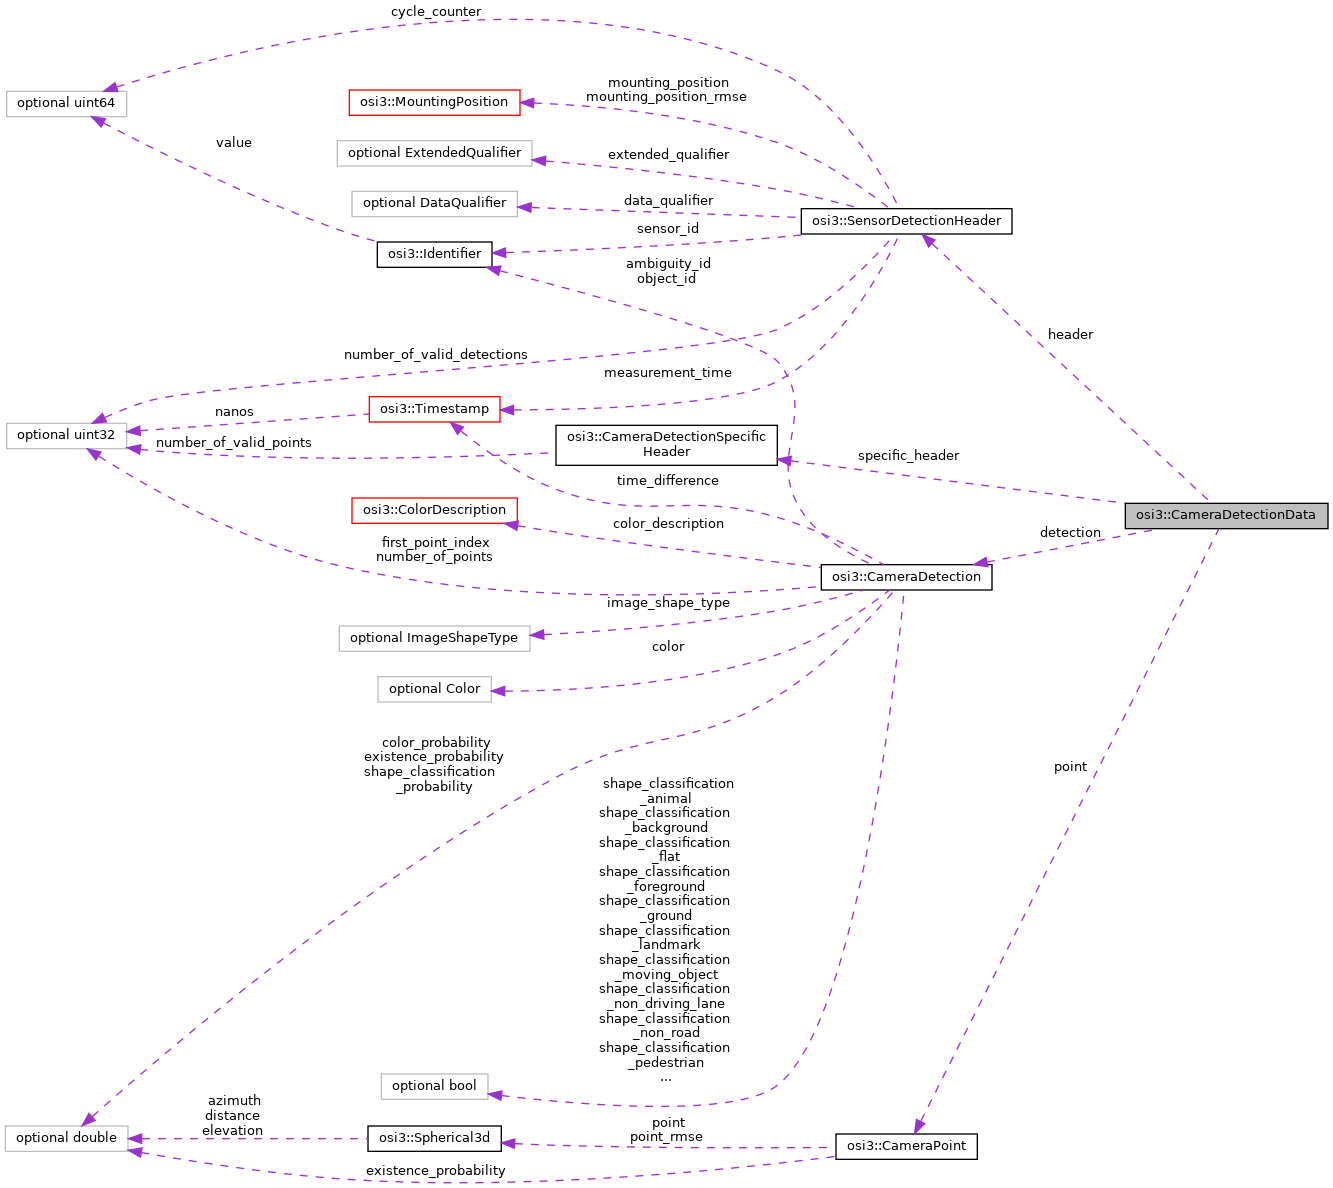 cycle_counter
optional uint64
mounting_position
mounting_position_rmse
osi3::MountingPosition
value
optional ExtendedQualifier
extended_qualifier
optional DataQualifier
data_qualifier
osi3::SensorDetectionHeader
sensor_id
osi3::Identifier
ambiguity_id
object_id
header
number_of_valid_detections
measurement_time
osi3::Timestamp
nanos
optional uint32
number_of_valid_points
osi3::CameraDetectionSpecific
Header
specific_header
time_difference
osi3::ColorDescription
color_description
osi3::CameraDetectionData
first_point_index
number_of_points
detection
osi3::CameraDetection
image_shape_type
optional ImageShapeType
color
optional Color
color_probability
existence_probability
shape_classification
_probability
point
shape_classification
_animal
shape_classification
_background
shape_classification
_flat
shape_classification
_foreground
shape_classification
_ground
shape_classification
_landmark
shape_classification
_moving_object
shape_classification
_non_driving_lane
shape_classification
_non_road
shape_classification
_pedestrian
...
optional bool
azimuth
distance
elevation
optional double
osi3::Spherical3d
point
point_rmse
osi3::CameraPoint
existence_probability